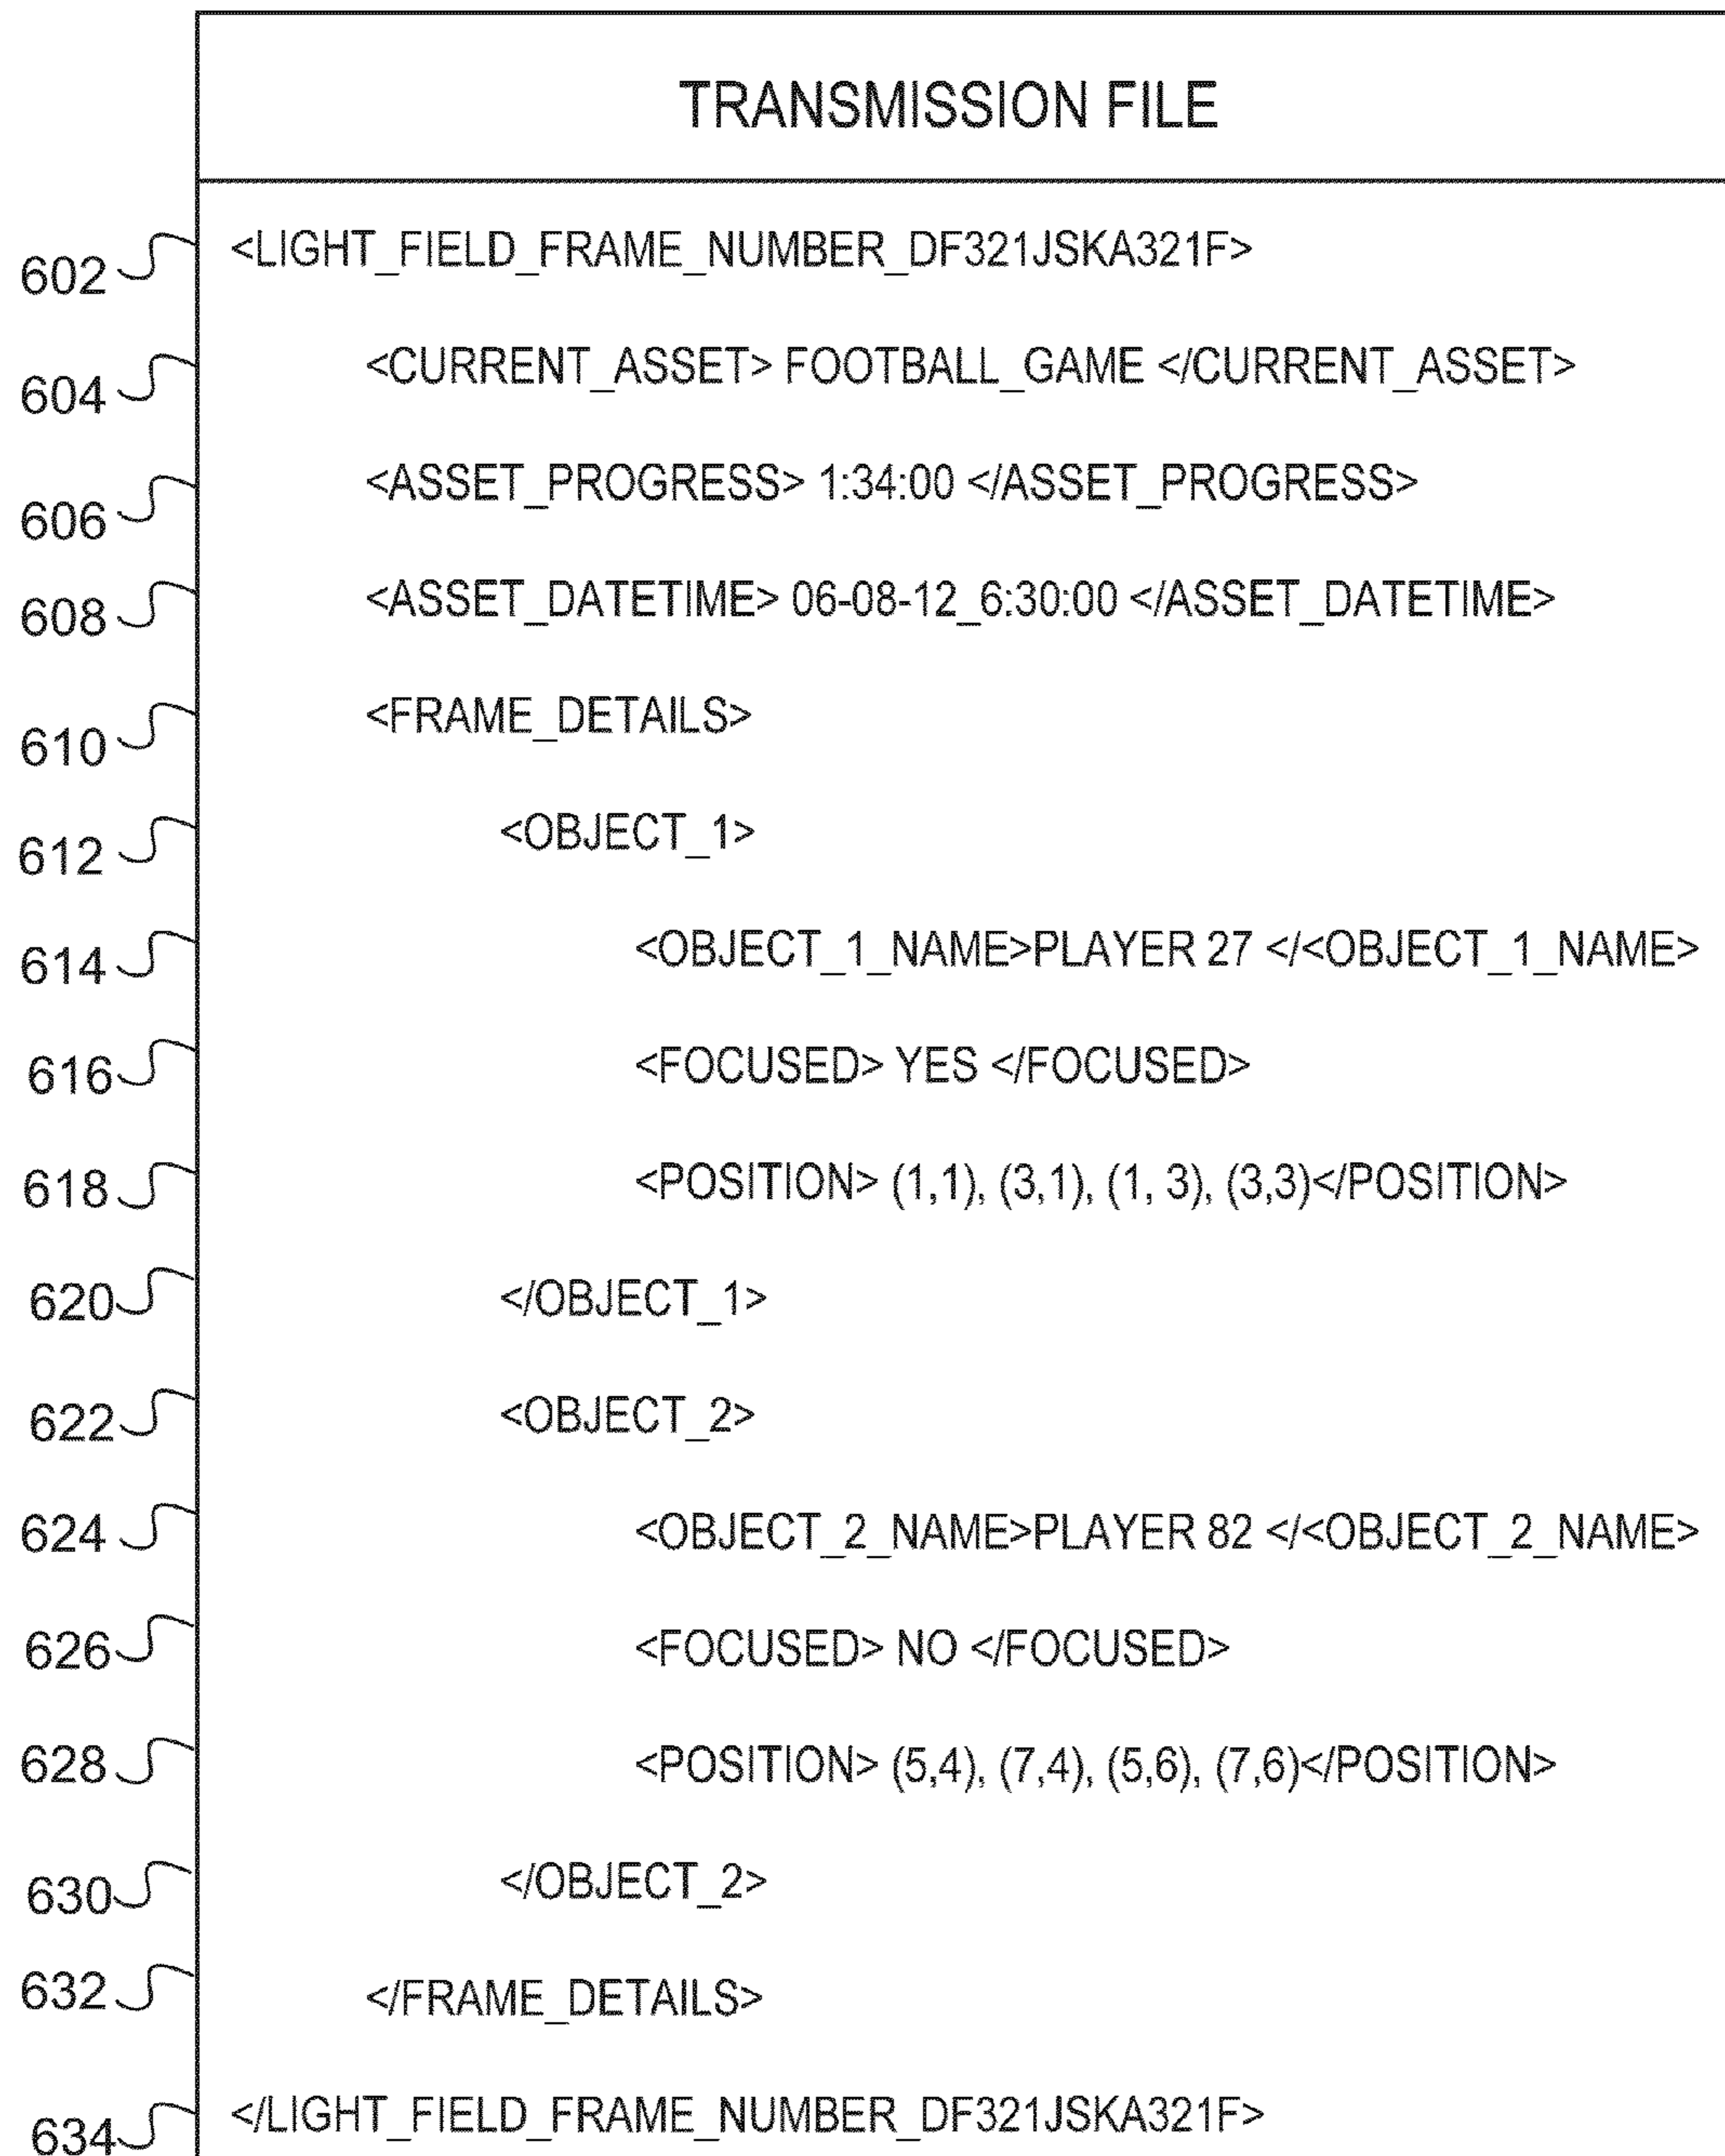 TRANSMISSION FILE
602 <LIGHT_FIELD_FRAME_NUMBER_DF321JSKA321F>
604 <CURRENT_ASSET> FOOTBALL_GAME </CURRENT_ASSET>
606 <ASSET_PROGRESS> 1:34:00 </ASSET_PROGRESS>
608 <ASSET_DATETIME> 06-08-12_6:30:00 </ASSET_DATETIME>
610 <FRAME_DETAILS>
612 <OBJECT_1>
614 <OBJECT_1_NAME>PLAYER 27 </<OBJECT_1_NAME>
616 <FOCUSED> YES </FOCUSED>
618 <POSITION> (1,1), (3,1), (1, 3), (3,3)</POSITION>
620 </OBJECT_1>
622 <OBJECT_2>
624 <OBJECT_2_NAME>PLAYER 82 </<OBJECT_2_NAME>
626 <FOCUSED> NO </FOCUSED>
628 <POSITION> (5,4), (7,4), (5,6), (7,6)</POSITION>
630 </OBJECT_2>
632 </FRAME_DETAILS>
634 </LIGHT_FIELD_FRAME_NUMBER_DF321JSKA321F>